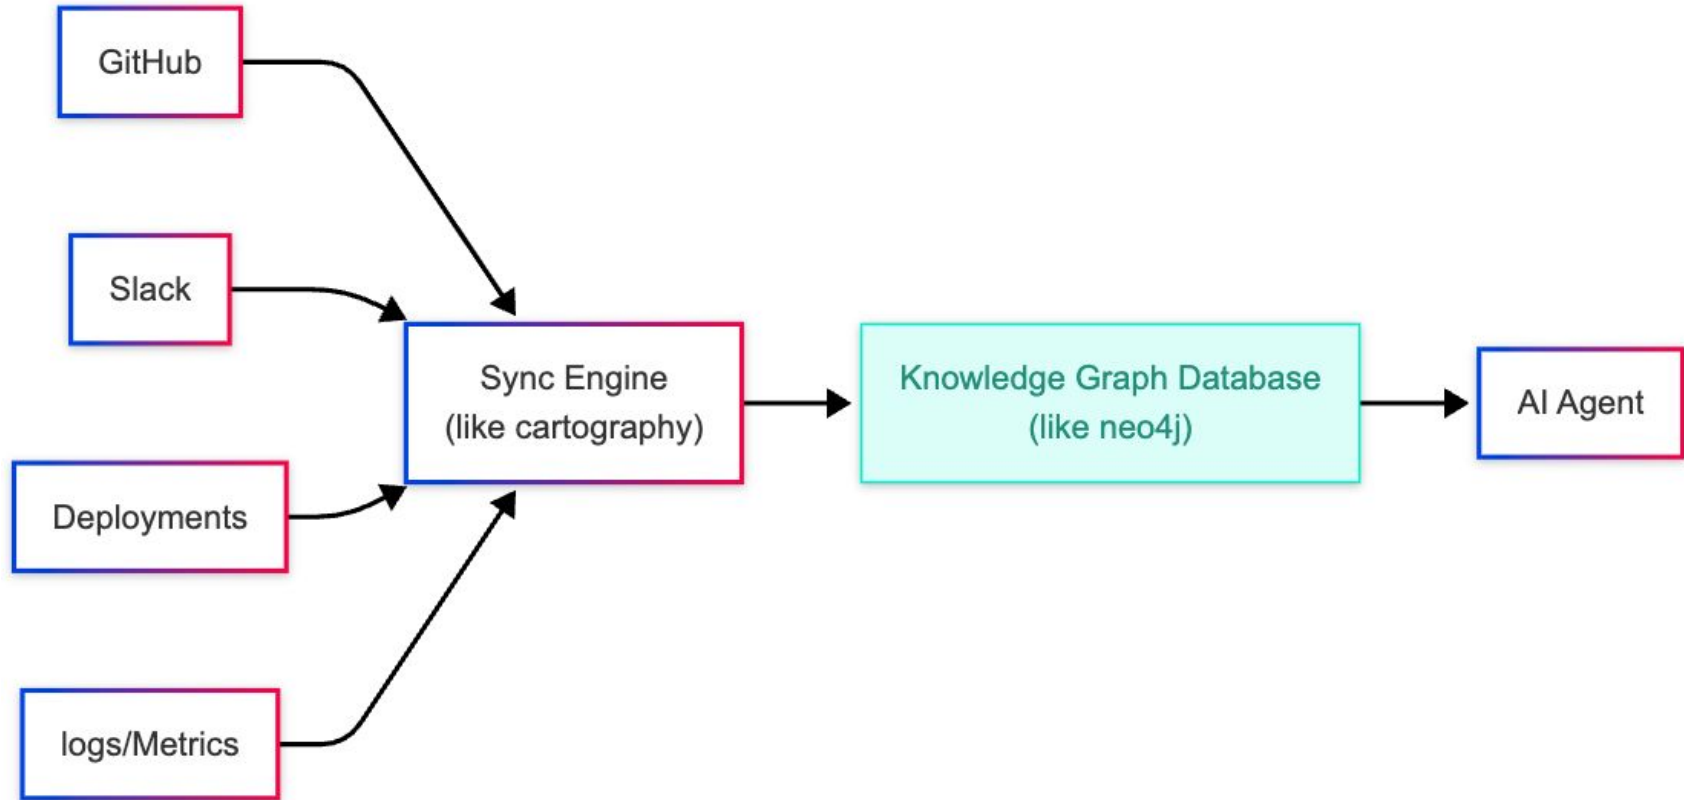 GitHub
Slack
Deployments
logs/Metrics
Sync Engine
(like cartography)
Knowledge Graph Database
(like neo4j)
AI Agent